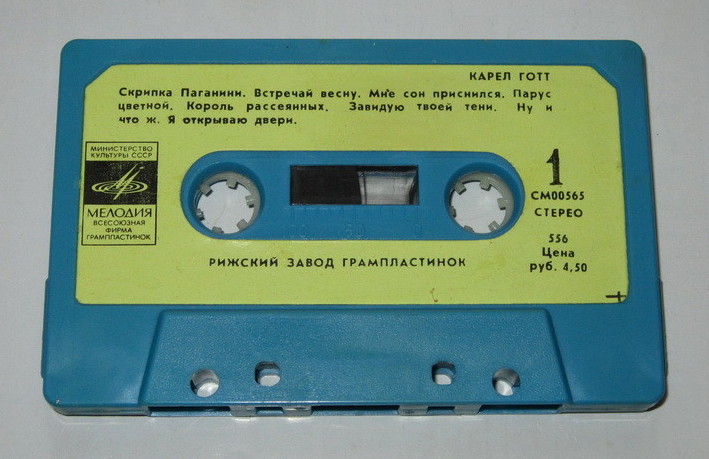 КАРЕЛ ГОТТ
Скрипка Паганини. Встречай весну. Мне сон приснился. Парус
цветной. Король рассеянных. Завидую твоей тени. Ну и
что ж. Я открываю двери.
МИНИСТЕРСТВО
КУЛЬТУРЫ СССР
МЕЛОДИЯ
ВСЕСОЮЗНАЯ
ФИРМА
ГРАМПЛАСТИНОК
1
СМ00565
СТЕРЕО
556
Цена
руб. 4,50
РИЖСКИЙ ЗАВОД ГРАМПЛАСТИНОК